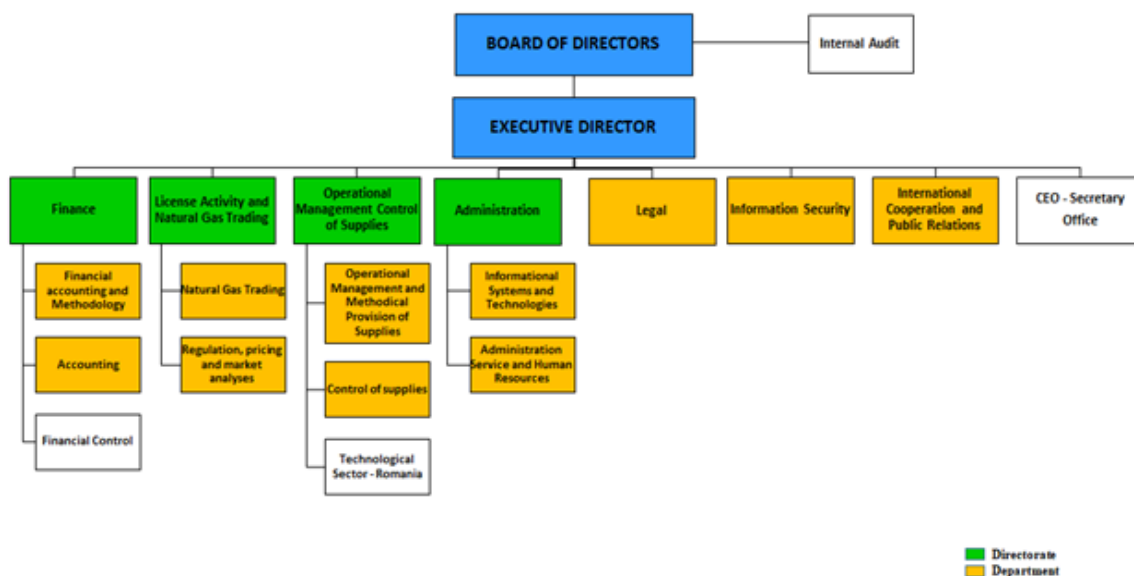 BOARD OF DIRECTORS
Internal Audit
EXECUTIVE DIRECTOR
Finance
License Activity and
Natural Gas Trading
Operational
Management Control
of Supplies
Administration
Legal
Information Security
International
Cooperation and
Public Relations
CEO - Secretary
Office
Financial
accounting and
Methodology
Accounting
Financial Control
Natural Gas Trading
Regulation, pricing
and market
analyses
Operational
Management and
Methodical
Provision of
Supplies
Control of supplies
Technological
Sector - Romania
Informational
Systems and
Technologies
Administration
Service and Human
Resources
Directorate
Department